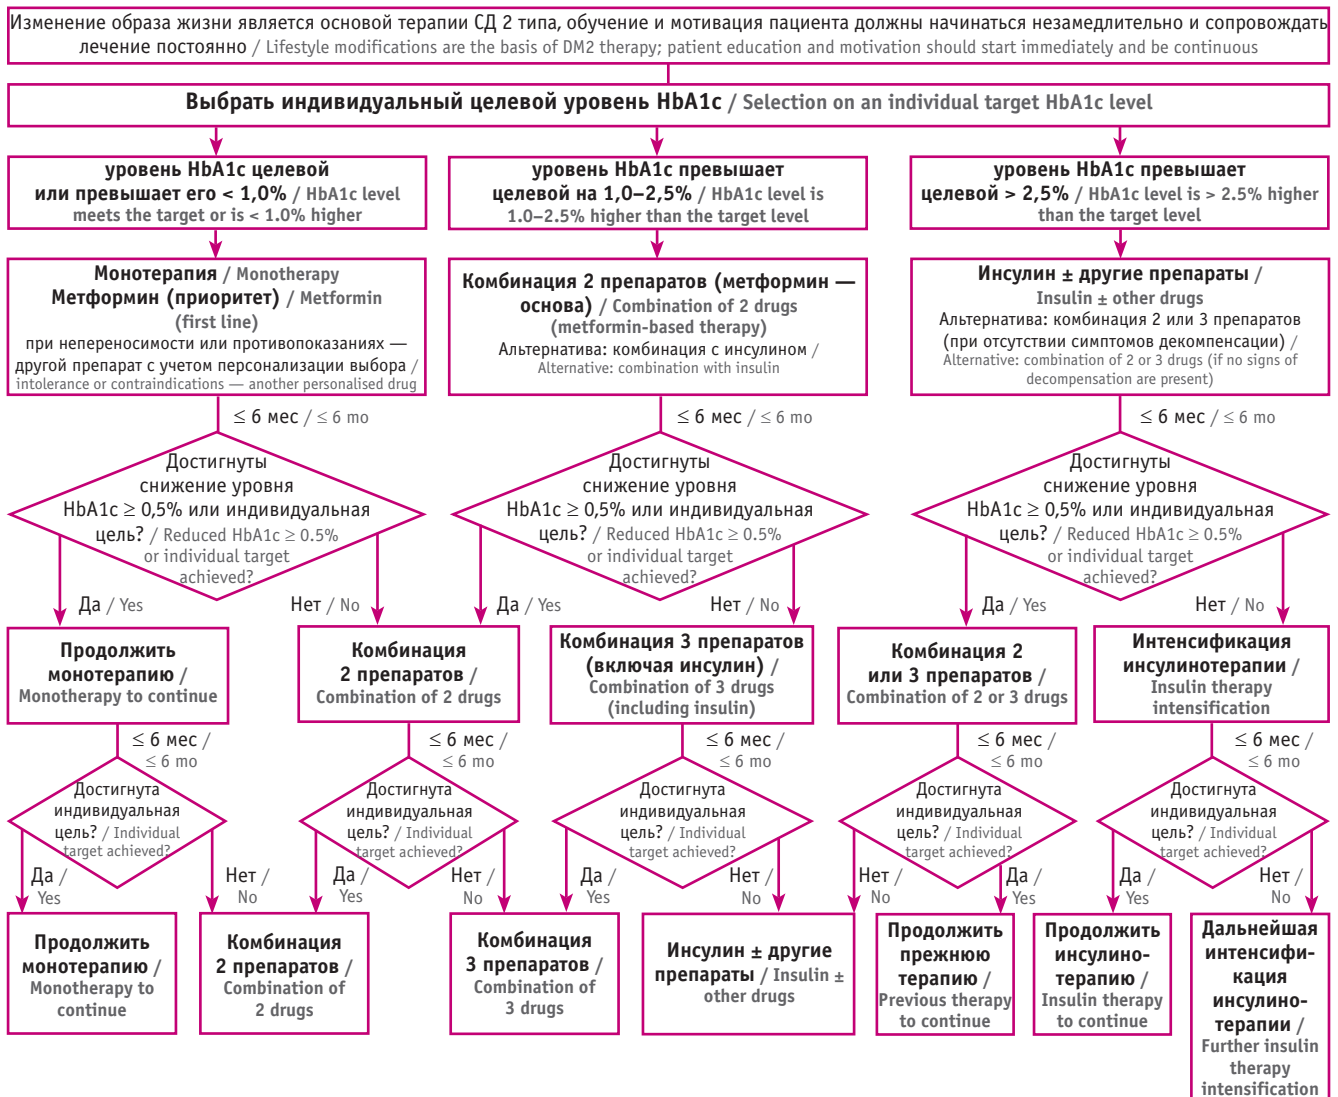 Изменение образа жизни является основой терапии СД 2 типа, обучение и мотивация пациента должны начинаться незамедлительно и сопровождать
лечение постоянно / Lifestyle modifications are the basis of DM2 therapy; patient education and motivation should start immediately and be continuous
Выбрать индивидуальный целевой уровень HbA1c / Selection on an individual target HbA1c level
уровень HbA1c целевой
или превышает его < 1,0% / HbA1c level
meets the target or is < 1.0% higher
уровень HbA1c превышает
целевой на 1,0–2,5% / HbA1c level is
1.0–2.5% higher than the target level
уровень HbA1c превышает
целевой > 2,5% / HbA1c level is > 2.5% higher
than the target level
Монотерапия / Monotherapy
Метформин (приоритет) / Metformin
(first line)
при непереносимости или противопоказаниях —
другой препарат с учетом персонализации выбора /
intolerance or contraindications — another personalised drug
Комбинация 2 препаратов (метформин —
основа) / Combination of 2 drugs
(metformin-based therapy)
Альтернатива: комбинация с инсулином /
Alternative: combination with insulin
Инсулин ± другие препараты /
Insulin ± other drugs
Альтернатива: комбинация 2 или 3 препаратов
(при отсутствии симптомов декомпенсации) /
Alternative: combination of 2 or 3 drugs (if no signs of
decompensation are present)
≤ 6 мес / ≤ 6 mo
≤ 6 мес / ≤ 6 mo
≤ 6 мес / ≤ 6 mo
Достигнуты
снижение уровня
HbA1c ≥ 0,5% или индивидуальная
цель? / Reduced HbA1c ≥ 0.5%
or individual target
achieved?
Достигнуты
снижение уровня
HbA1c ≥ 0,5% или индивидуальная
цель? / Reduced HbA1c ≥ 0.5%
or individual target
achieved?
Достигнуты
снижение уровня
HbA1c ≥ 0,5% или индивидуальная
цель? / Reduced HbA1c ≥ 0.5%
or individual target
achieved?
Да / Yes
Нет / No
Да / Yes
Нет / No
Да / Yes
Нет / No
Продолжить
монотерапию /
Monotherapy to continue
Комбинация
2 препаратов /
Combination of 2 drugs
Комбинация 3 препаратов
(включая инсулин) /
Combination of 3 drugs
(including insulin)
Комбинация 2
или 3 препаратов /
Combination of 2 or 3 drugs
Интенсификация
инсулинотерапии /
Insulin therapy
intensification
≤ 6 мес /
≤ 6 mo
≤ 6 мес /
≤ 6 mo
≤ 6 мес /
≤ 6 mo
≤ 6 мес /
≤ 6 mo
≤ 6 мес /
≤ 6 mo
Достигнута
индивидуальная
цель? / Individual
target achieved?
Достигнута
индивидуальная
цель? / Individual
target achieved?
Достигнута
индивидуальная
цель? / Individual
target achieved?
Достигнута
индивидуальная
цель? / Individual
target achieved?
Достигнута
индивидуальная
цель? / Individual
target achieved?
Да /
Yes
Нет /
No
Да /
Yes
Нет /
No
Да /
Yes
Нет /
No
Нет /
No
Да /
Yes
Да /
Yes
Нет /
No
Продолжить
монотерапию /
Monotherapy to
continue
Комбинация
2 препаратов /
Combination of
2 drugs
Комбинация
3 препаратов /
Combination of
3 drugs
Инсулин ± другие
препараты / Insulin ±
other drugs
Продолжить
прежнюю
терапию /
Previous therapy
to continue
Продолжить
инсулино-
терапию /
Insulin therapy
to continue
Дальнейшая
интенсифи-
кация
инсулино-
терапии /
Further insulin
therapy
intensification